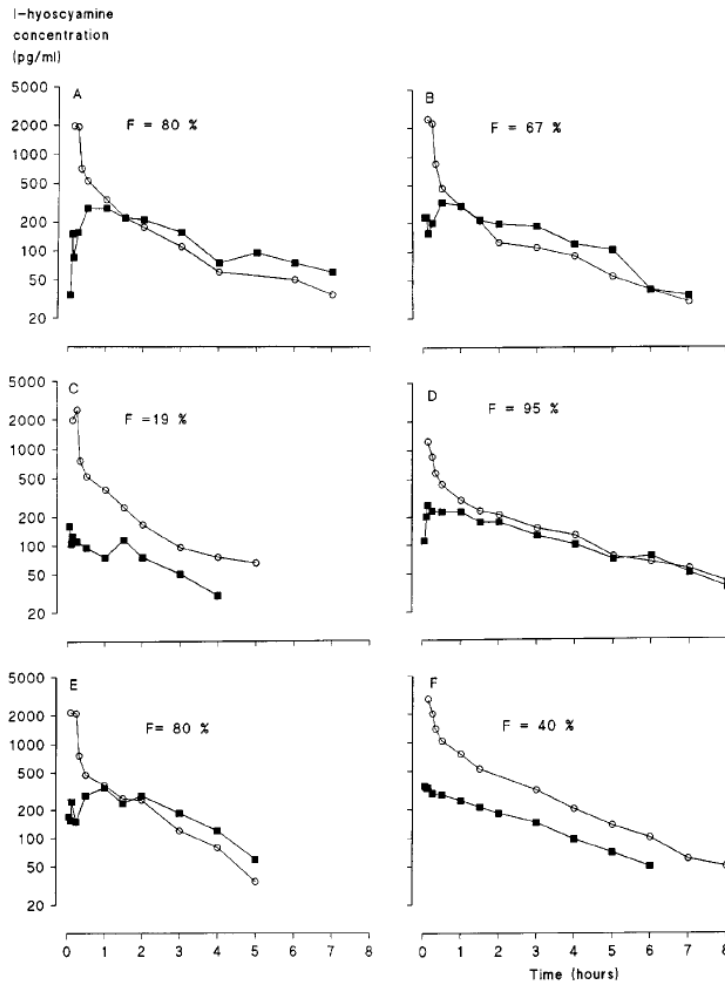 l-hyoscyamine
concentration
(pg/ml)
A
F = 80 %
5000
2000
1000
500
200
100
50
20
B
F = 67 %
C
F =19 %
5000
2000
1000
500
200
100
50
20
D
F = 95 %
E
F= 80 %
5000
2000
1000
500
200
100
50
20
0 1 2 3 4 5 6 7 8
F
F = 40 %
0 1 2 3 4 5 6 7 8
Time (hours)